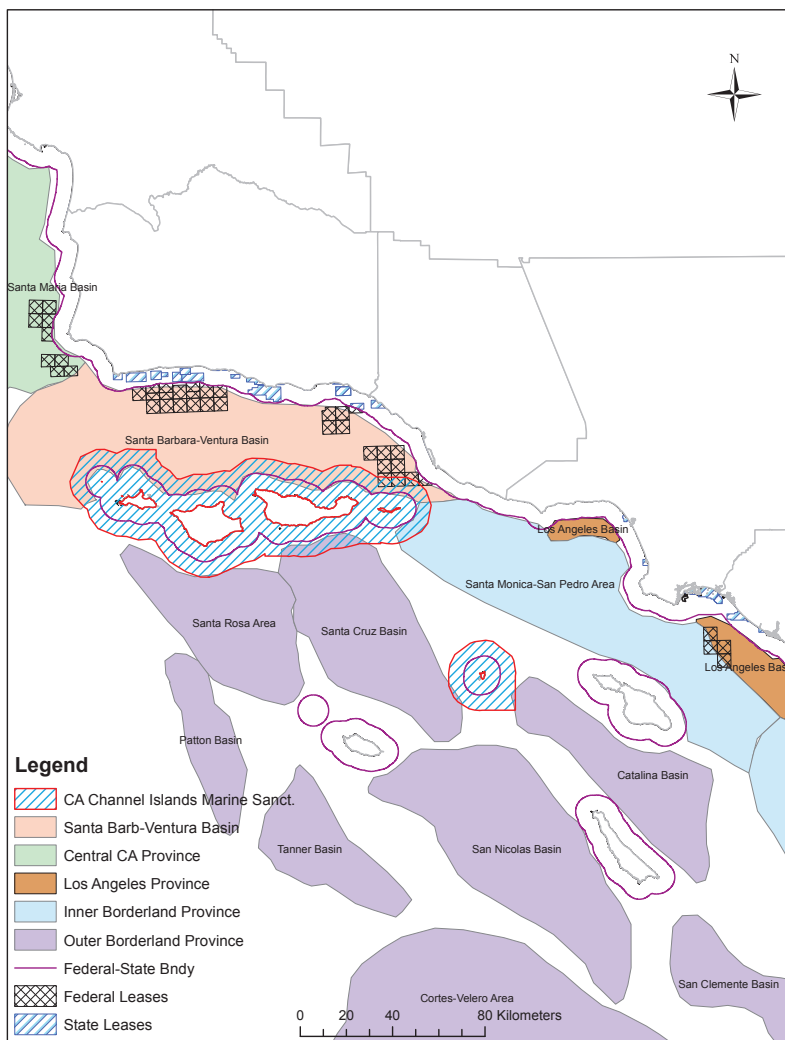 N
Santa Maria Basin
Santa Barbara-Ventura Basin
Los Angeles Basin
Santa Monica-San Pedro Area
Santa Rosa Area
Santa Cruz Basin
Los Angeles Bas
Patton Basin
Catalina Basin
Tanner Basin
San Nicolas Basin
San Clemente Basin
Cortes-Velero Area
Legend
CA Channel Islands Marine Sanct.
Santa Barb-Ventura Basin
Central CA Province
Los Angeles Province
Inner Borderland Province
Outer Borderland Province
Federal-State Bndy
Federal Leases
State Leases
0 20 40 80 Kilometers